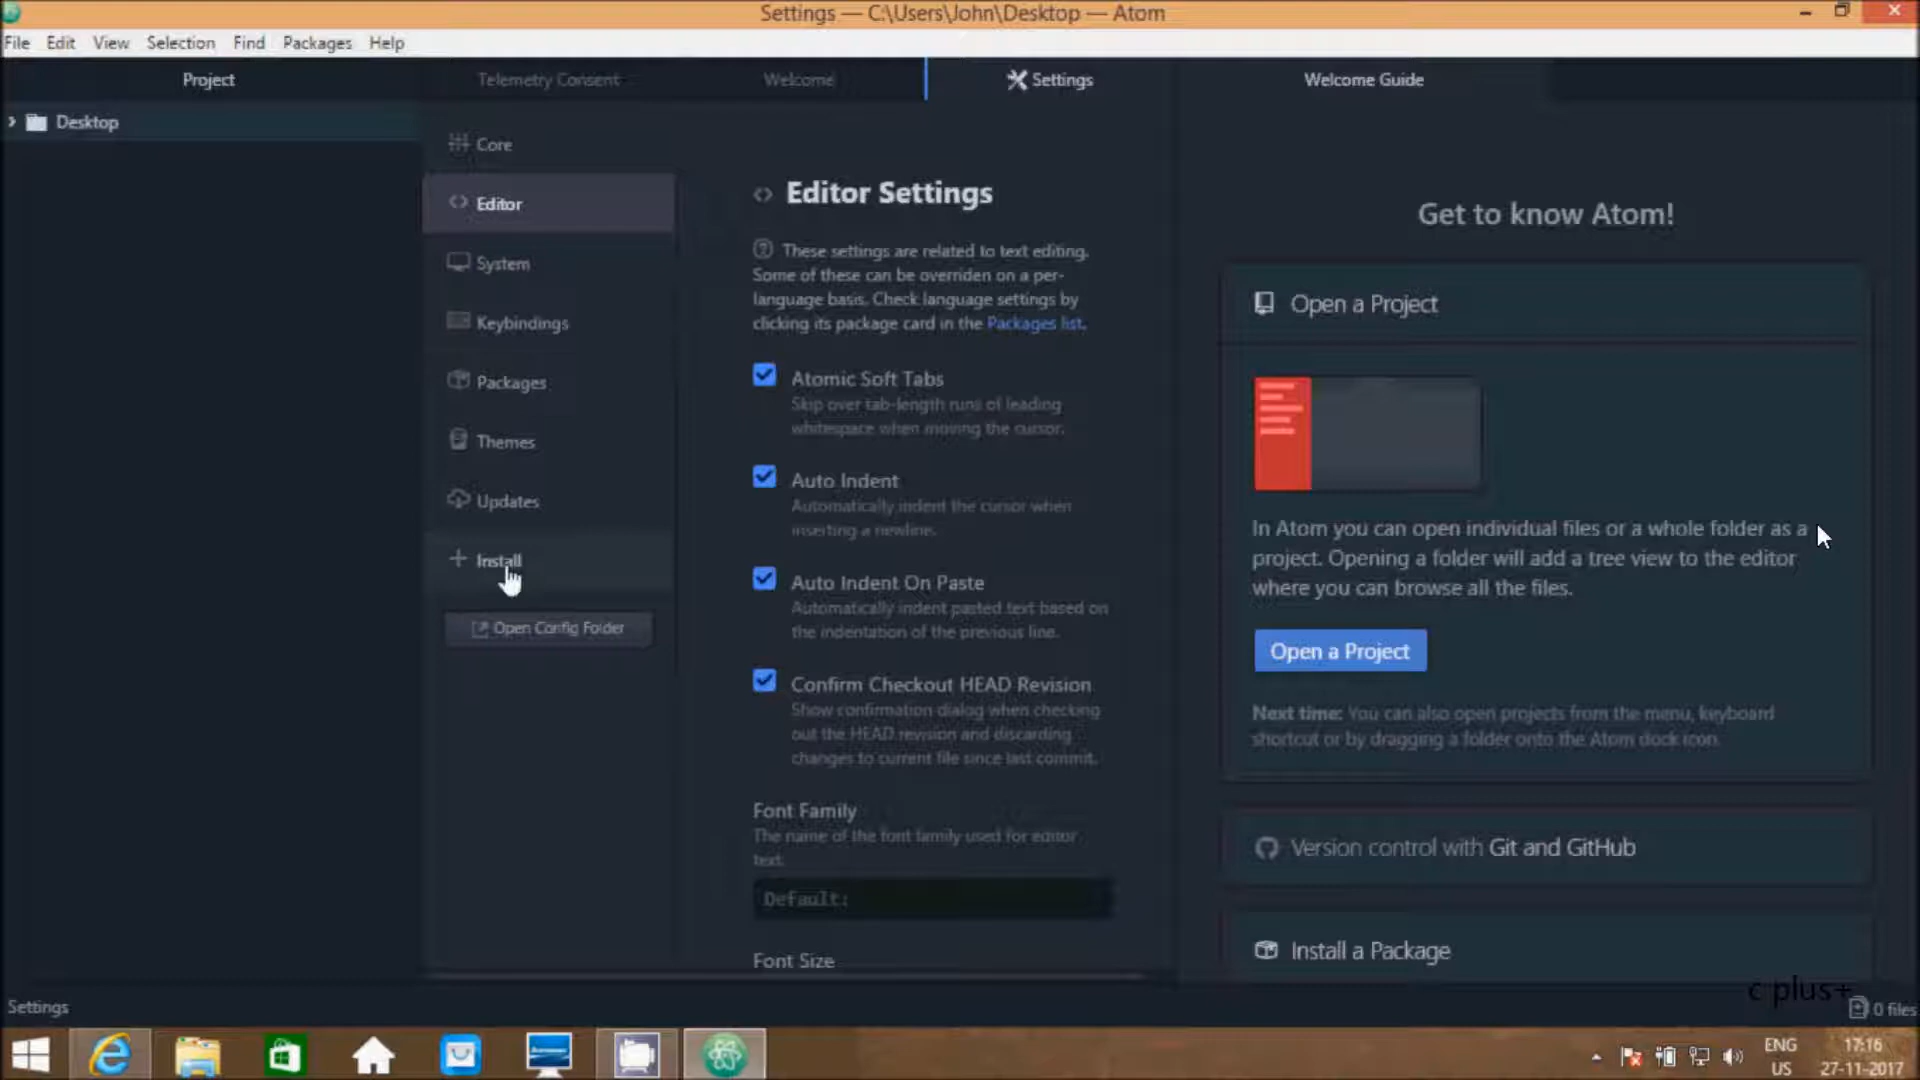 Settings — C:\Users\John\Desktop — Atom
File Edit View Selection Find Packages Help
Project
Telemetry Consent
Welcome
Settings
Welcome Guide
Desktop
Core
Editor
System
Keybindings
Packages
Themes
Updates
Install
Open Config Folder
Editor Settings
These settings are related to text editing.
Some of these can be overriden on a per-
language basis. Check language settings by
clicking its package card in the Packages list.
Atomic Soft Tabs
Skip over tab-length runs of leading
whitespace when moving the cursor.
Auto Indent
Automatically indent the cursor when
inserting a newline.
Auto Indent On Paste
Automatically indent pasted text based on
the indentation of the previous line.
Confirm Checkout HEAD Revision
Show confirmation dialog when checking
out the HEAD revision and discarding
changes to current file since last commit.
Font Family
The name of the font family used for editor
text.
Default:
Font Size
Get to know Atom!
Open a Project
In Atom you can open individual files or a whole folder as a
project. Opening a folder will add a tree view to the editor
where you can browse all the files.
Open a Project
Next time: You can also open projects from the menu, keyboard
shortcut or by dragging a folder onto the Atom dock icon.
Version control with Git and GitHub
Install a Package
c plus+
Settings
0 files
ENG
US
17:16
27-11-2017